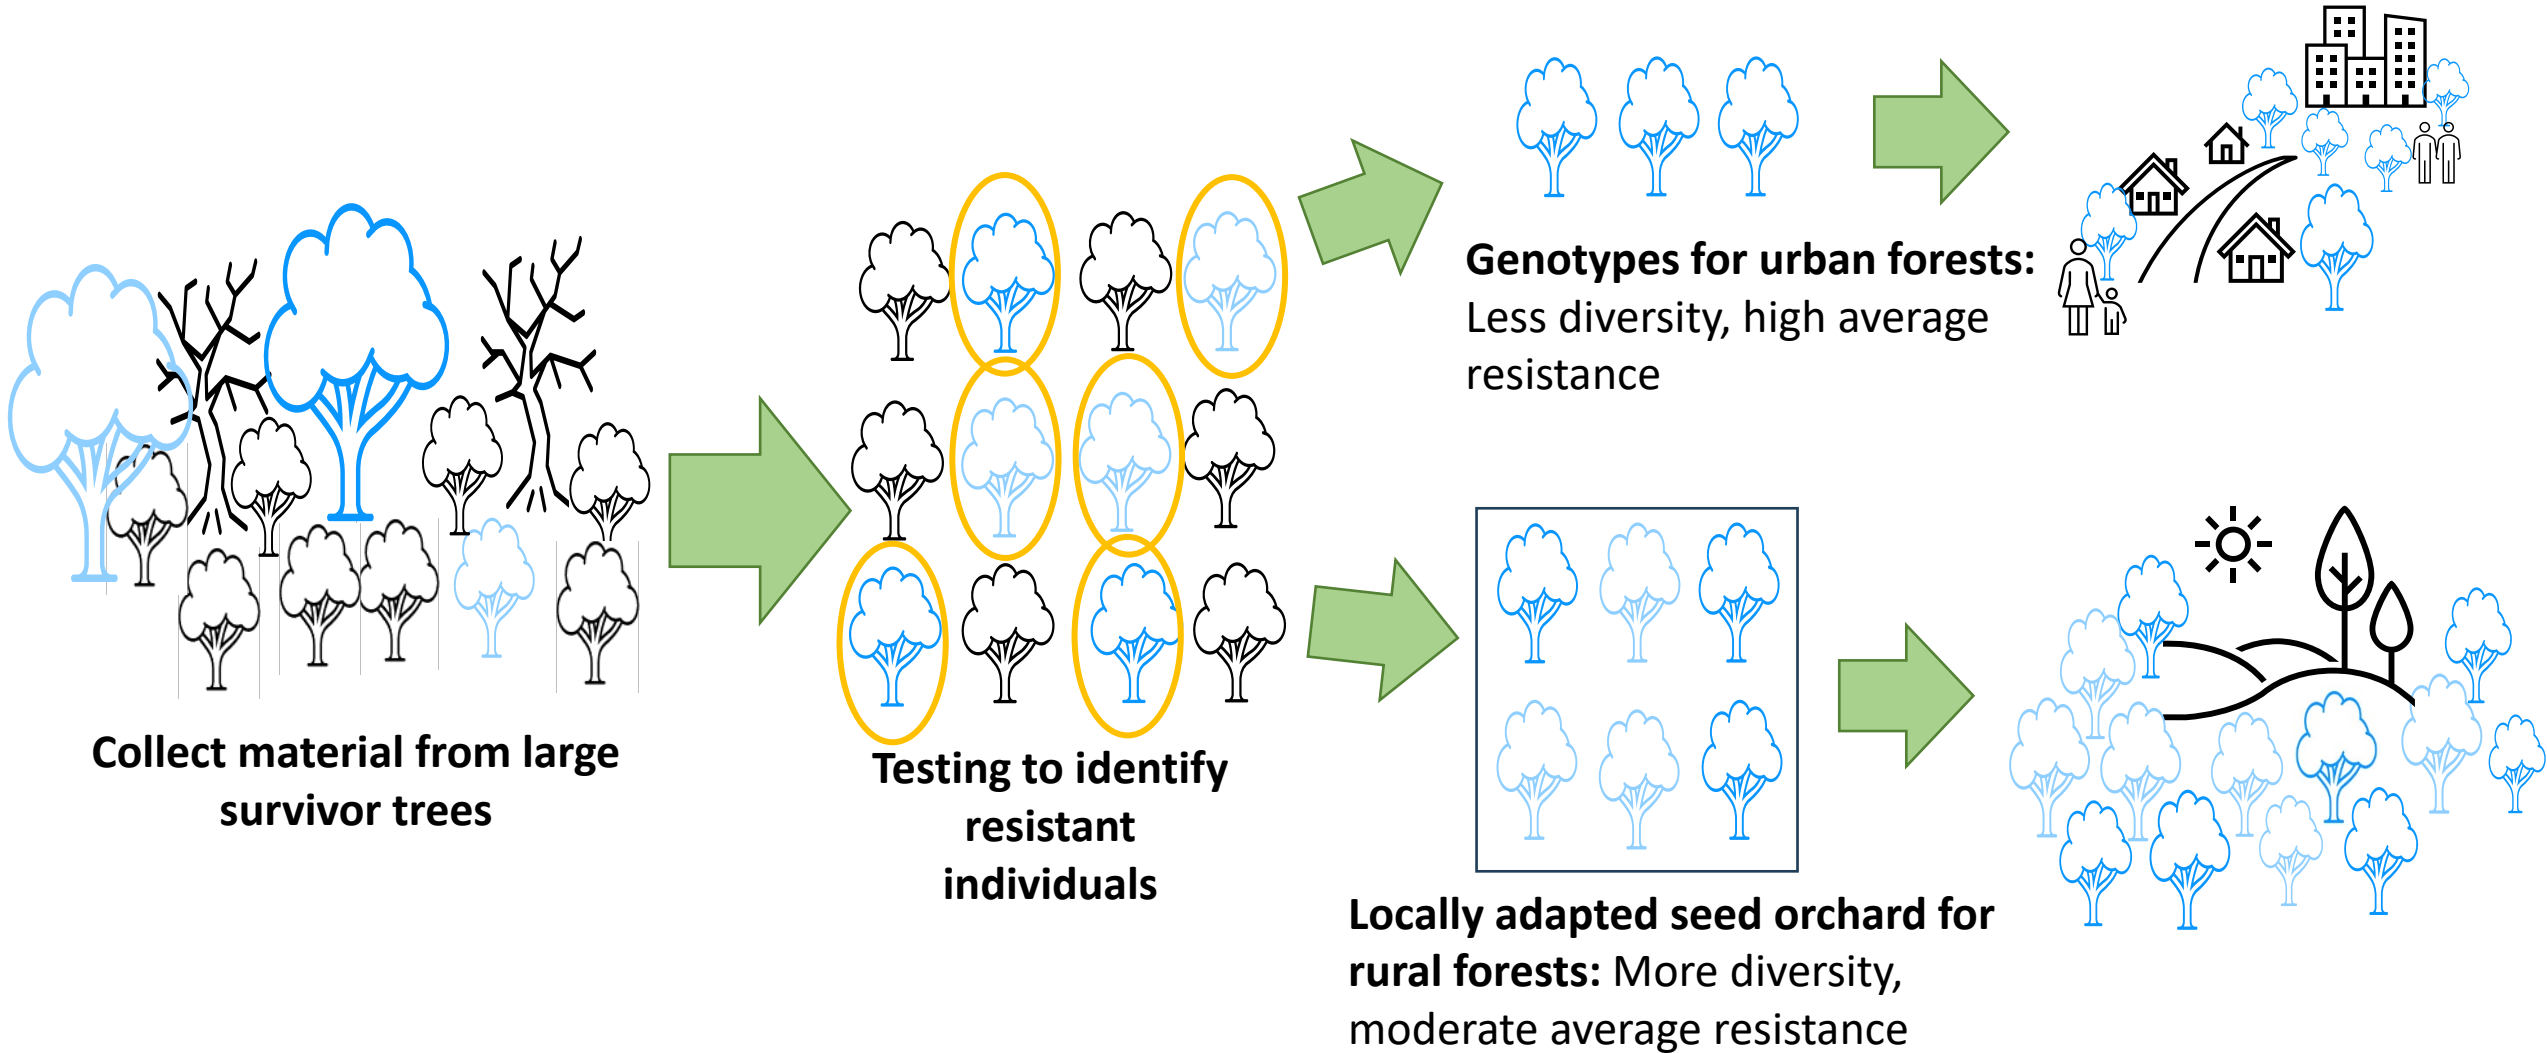 Collect material from large
survivor trees
Testing to identify
resistant
individuals
Genotypes for urban forests:
Less diversity, high average
resistance
Locally adapted seed orchard for
rural forests: More diversity,
moderate average resistance